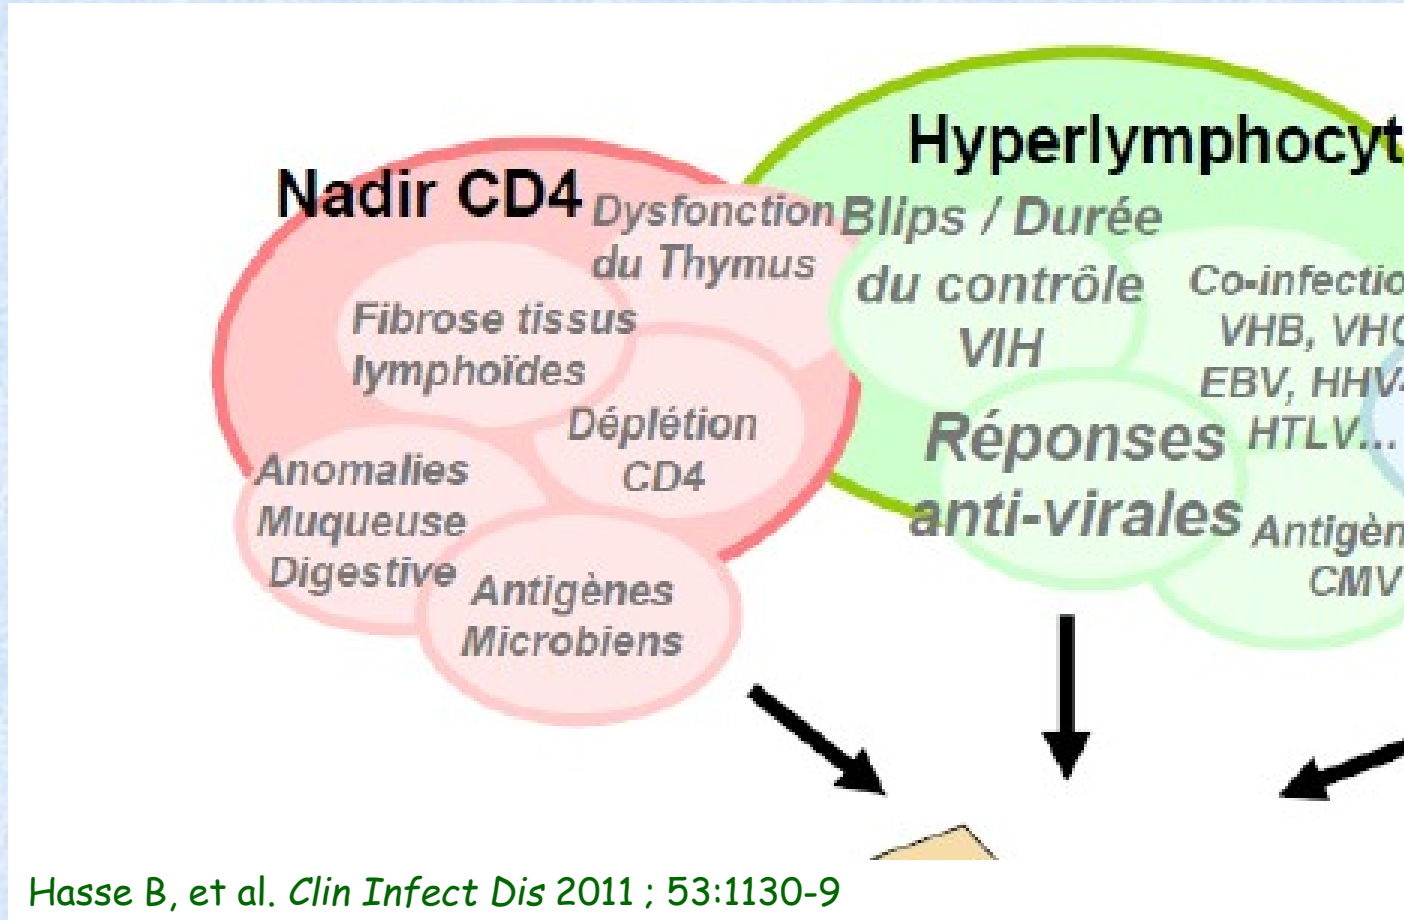 Nadir CD4
Dysfonction
du Thymus
Fibrose tissus
lymphoïdes
Déplétion
CD4
Anomalies
Muqueuse
Digestive
Antigènes
Microbiens
Hyperlymphocyt
Blips / Durée
du contrôle
VIH
Co-infectio
VHB, VHC
EBV, HHV-
HTLV...
Réponses
anti-virales
Antigèn
CMV
Hasse B, et al. Clin Infect Dis 2011 ; 53:1130-9